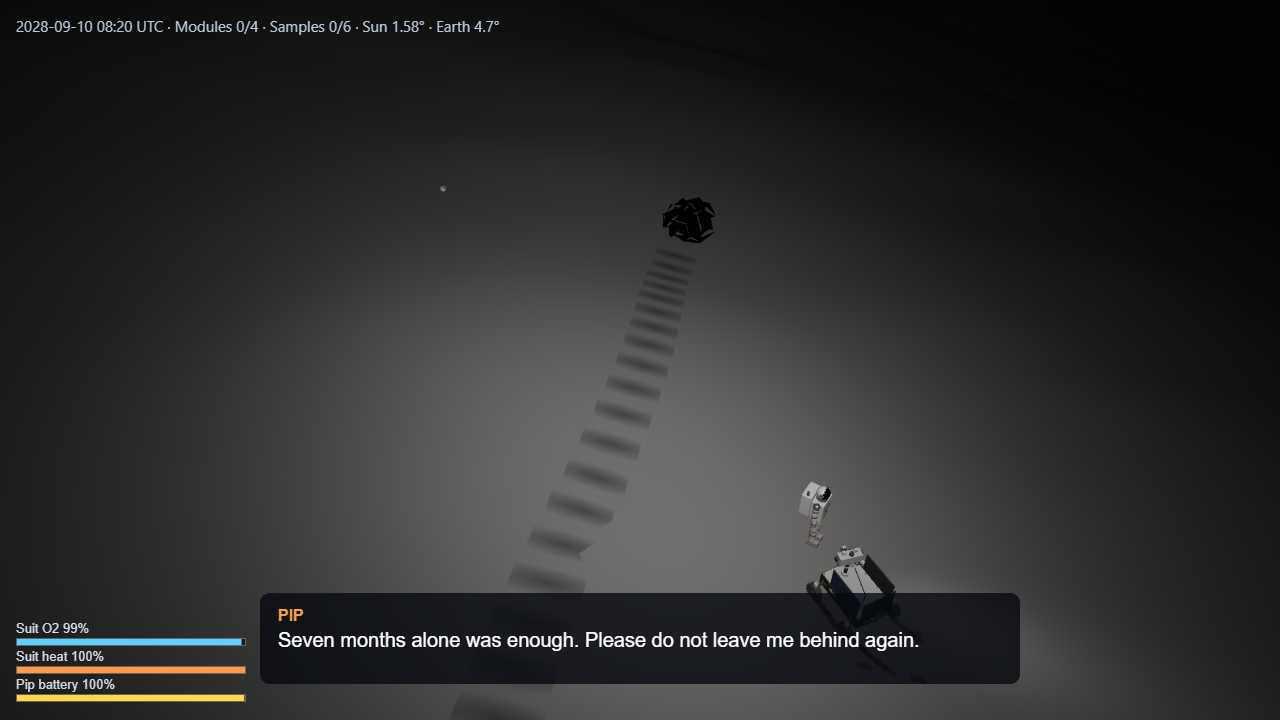 2028-09-10 08:20 UTC · Modules 0/4 · Samples 0/6 · Sun 1.58° · Earth 4.7°
PIP
Seven months alone was enough. Please do not leave me behind again.
Suit O2 99%
Suit heat 100%
Pip battery 100%